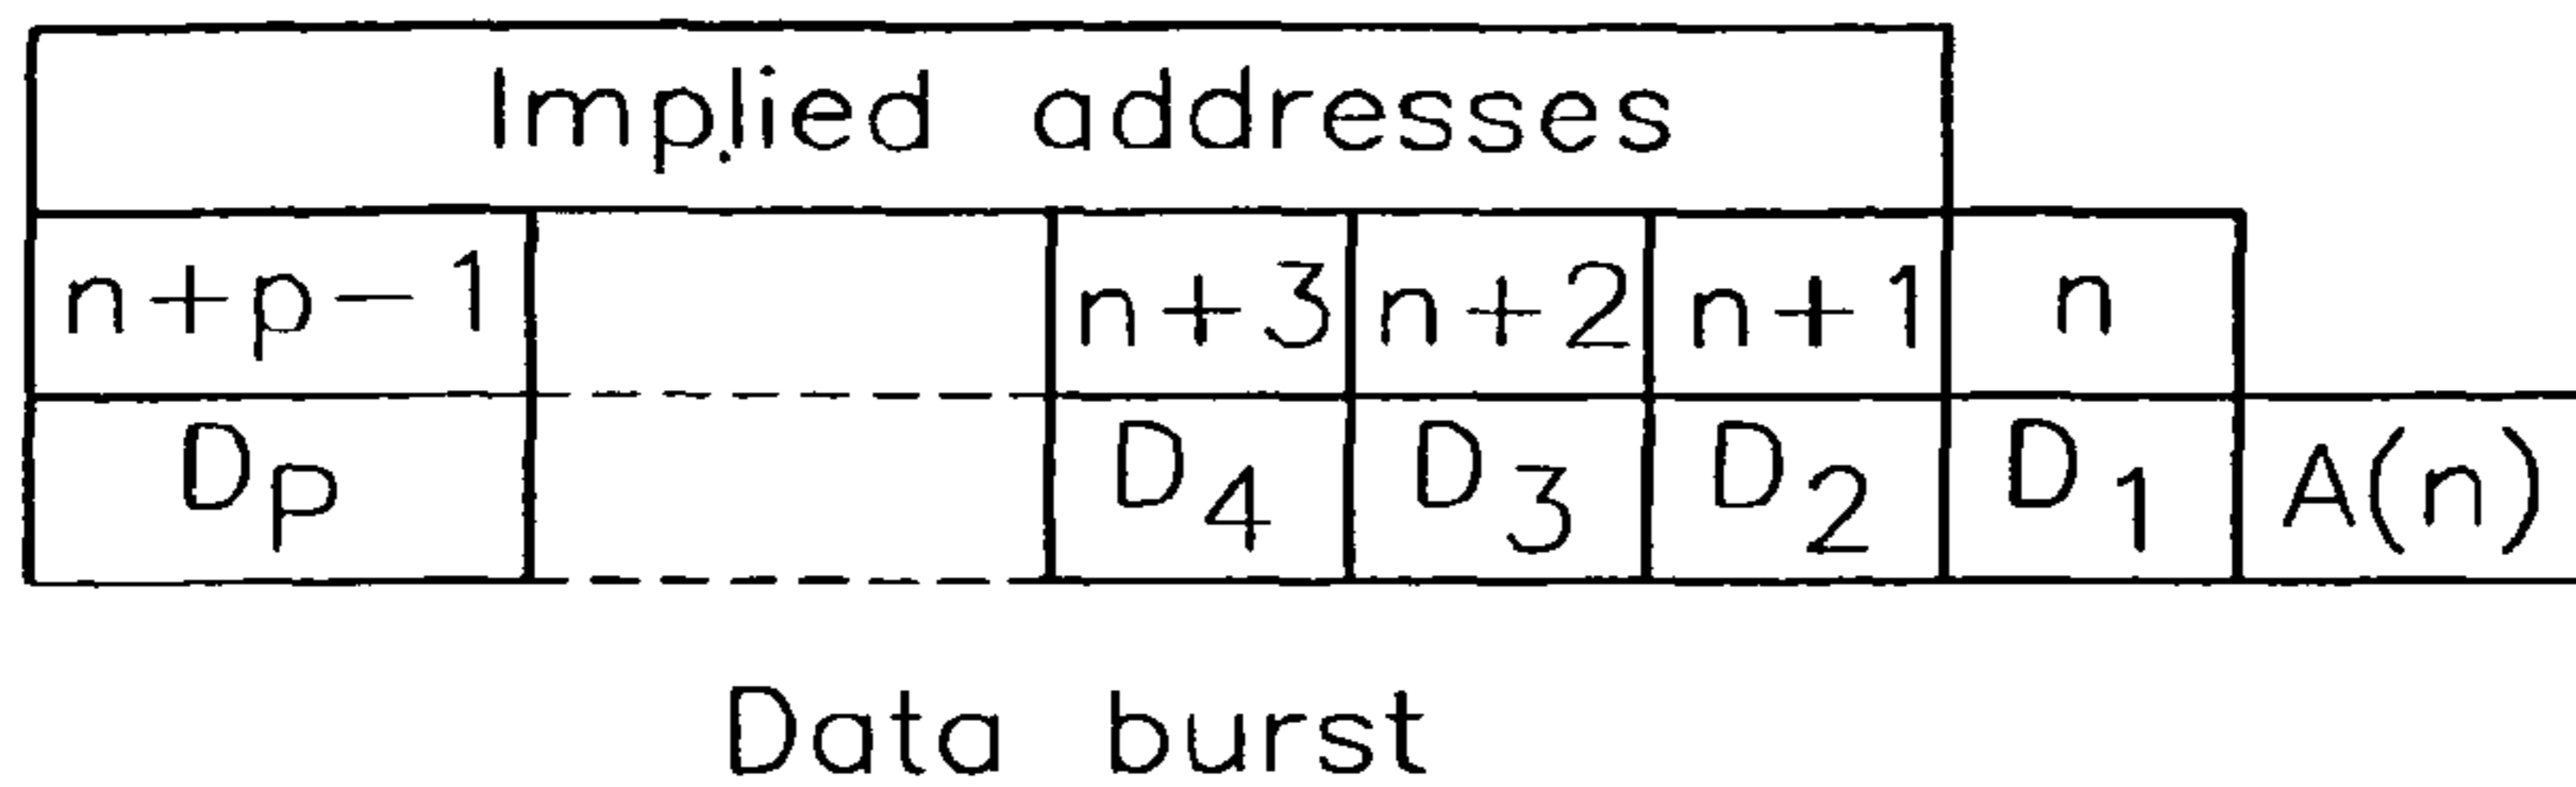 Implied addresses
n+p-1 n+3 n+2 n+1 n
Dp D4 D3 D2 D1 A(n)
Data burst